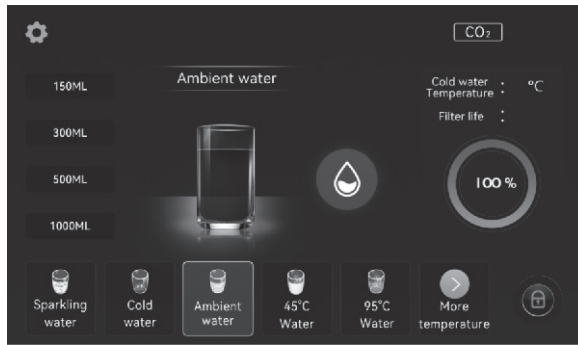 CO₂
Ambient water
150ML
300ML
500ML
1000ML
Cold water
Temperature : °C
Filter life :
100 %
Sparkling
water
Cold
water
Ambient
water
45°C
Water
95°C
Water
More
temperature